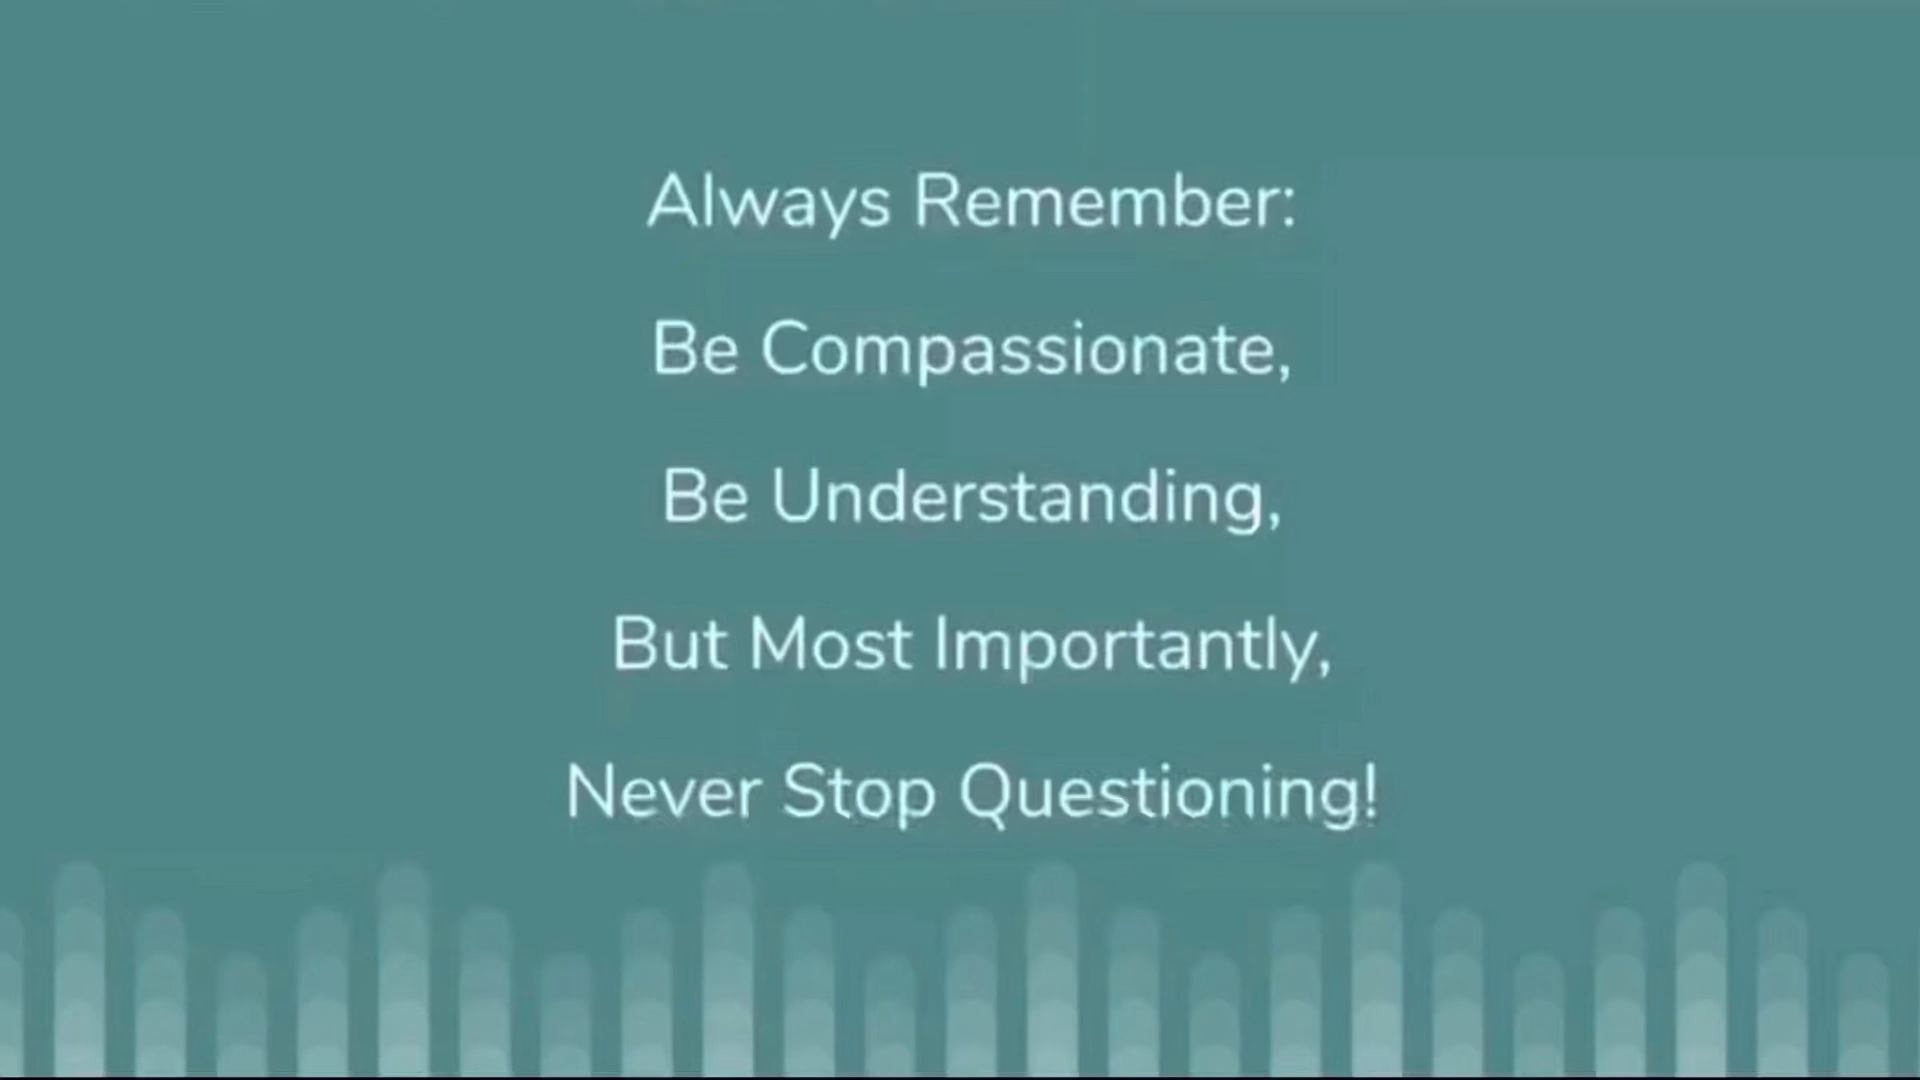 Always Remember:
Be Compassionate,
Be Understanding,
But Most Importantly,
Never Stop Questioning!